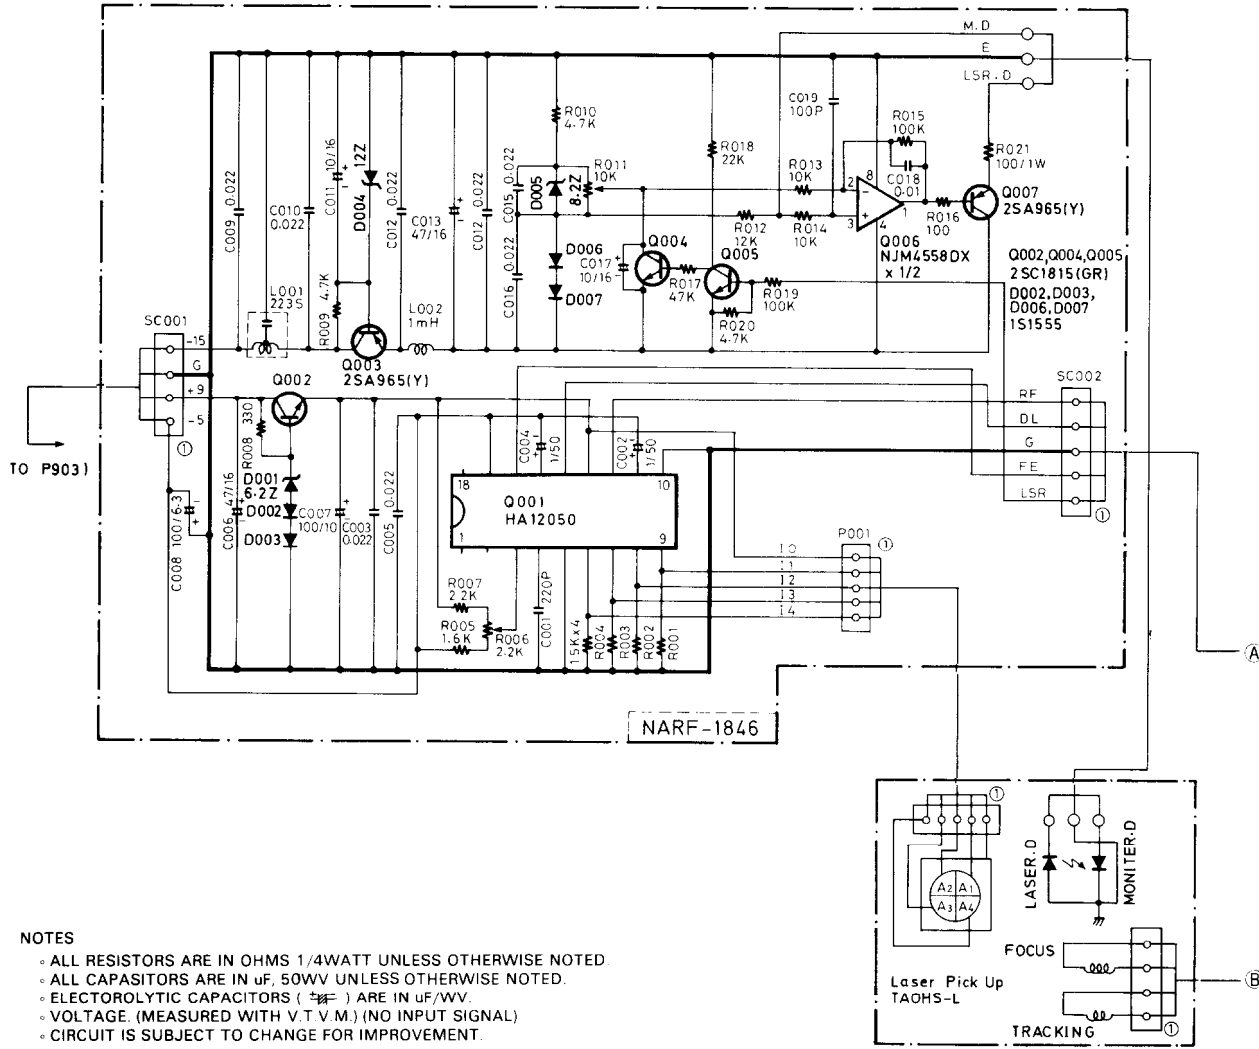 M.D
E
LSR.D
R010
4.7K
C019
100P
R015
100K
R018
22K
R021
100/1W
C009 0.022
C010
0.022
C011 10/16
D004 12Z
C012 0.022
C013
47/16
C012 0.022
C015 0.022
D005
8.2Z
R011
10K
R013
10K
C018
0.01
2
8
3
4
1
R016
100
Q007
2SA965(Y)
R012
12K
R014
10K
Q006
NJM4558DX
x 1/2
L001
223S
R009 4.7K
L002
1mH
C016 0.022
D006
D007
C017
10/16
Q004
R017
47K
Q005
R019
100K
R020
4.7K
Q002,Q004,Q005
2SC1815(GR)
D002,D003,
D006,D007
1S1555
SC001
-15
G
+9
-5
①
TO P903)
Q003
2SA965(Y)
Q002
SC002
RF
DL
G
FE
LSR
①
R008 330
C004
1/50
C002
1/50
D001
6.2Z
D002
D003
C008 100/6.3
C006 47/16
C007
100/10
C003
0.022
C005 0.022
18
10
Q001
HA12050
1
9
P001
①
I0
I1
I2
I3
I4
R007
2.2K
R005
1.6K
R006
2.2K
C001 220P
15K x 4
R004
R003
R002
R001
NARF-1846
Ⓐ
①
A2 A1
A3 A4
LASER.D
MONITER.D
FOCUS
Laser Pick Up
TAOHS-L
TRACKING
①
Ⓑ
NOTES
◦ ALL RESISTORS ARE IN OHMS 1/4WATT UNLESS OTHERWISE NOTED.
◦ ALL CAPASITORS ARE IN uF, 50WV UNLESS OTHERWISE NOTED.
◦ ELECTOROLYTIC CAPACITORS ( ) ARE IN uF/WV.
◦ VOLTAGE. (MEASURED WITH V.T.V.M.) (NO INPUT SIGNAL)
◦ CIRCUIT IS SUBJECT TO CHANGE FOR IMPROVEMENT.